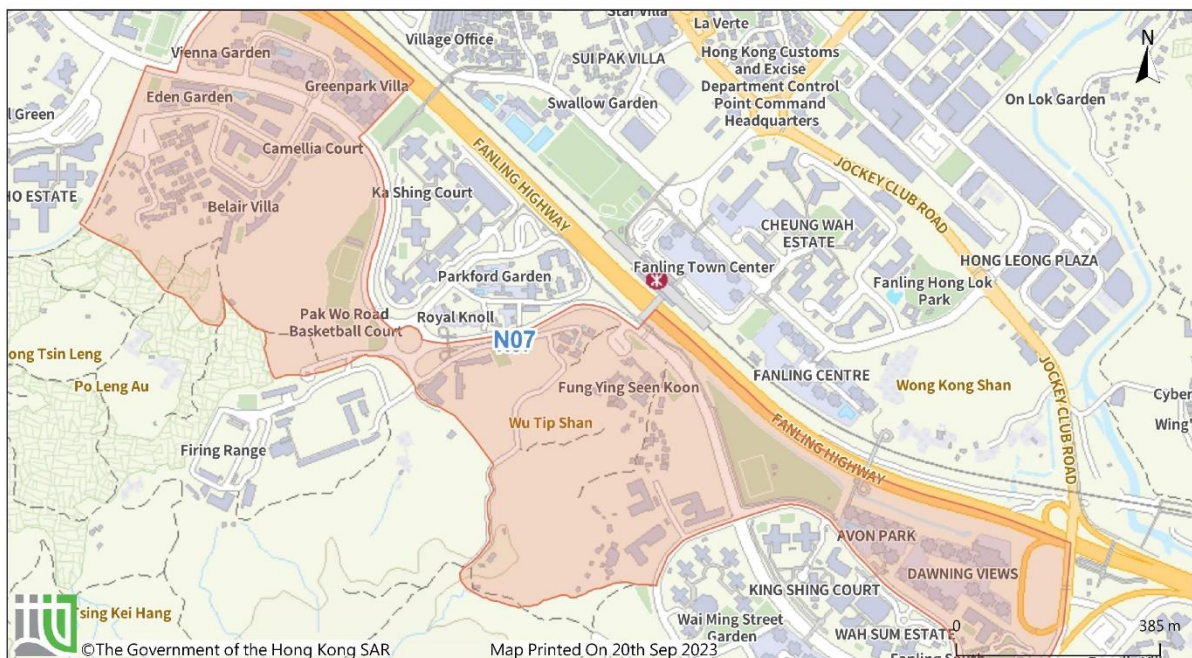 Star Villa
La Verte
Village Office
Vienna Garden
SUI PAK VILLA
Hong Kong Customs
and Excise
Department Control
Point Command
Headquarters
N
Greenpark Villa
Eden Garden
Swallow Garden
On Lok Garden
l Green
Camellia Court
FANLING HIGHWAY
JOCKEY CLUB ROAD
HO ESTATE
Ka Shing Court
Belair Villa
CHEUNG WAH
ESTATE
HONG LEONG PLAZA
Parkford Garden
Fanling Town Center
Fanling Hong Lok
Park
Pak Wo Road
Basketball Court
Royal Knoll
N07
ong Tsin Leng
Po Leng Au
Fung Ying Seen Koon
FANLING CENTRE
Wong Kong Shan
JOCKEY CLUB ROAD
Cyber
Wing'
Wu Tip Shan
FANLING HIGHWAY
Firing Range
AVON PARK
DAWNING VIEWS
KING SHING COURT
Tsing Kei Hang
Wai Ming Street
Garden
WAH SUM ESTATE
0
385 m
Fanling South
©The Government of the Hong Kong SAR
Map Printed On 20th Sep 2023